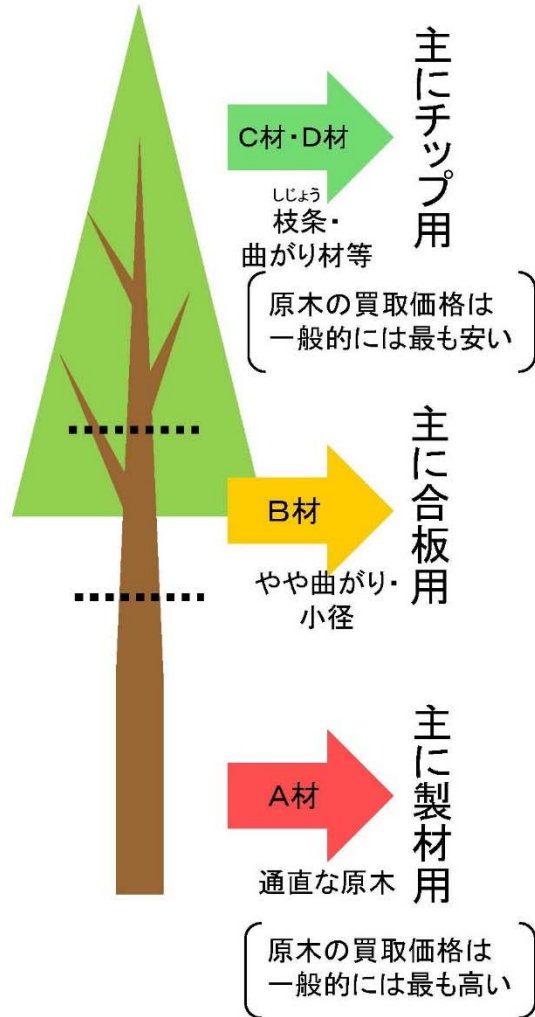 C材・D材
しじょう
枝条・
曲がり材等
原木の買取価格は
一般的には最も安い
主にチップ用
B材
やや曲がり・
小径
主に合板用
A材
通直な原木
原木の買取価格は
一般的には最も高い
主に製材用